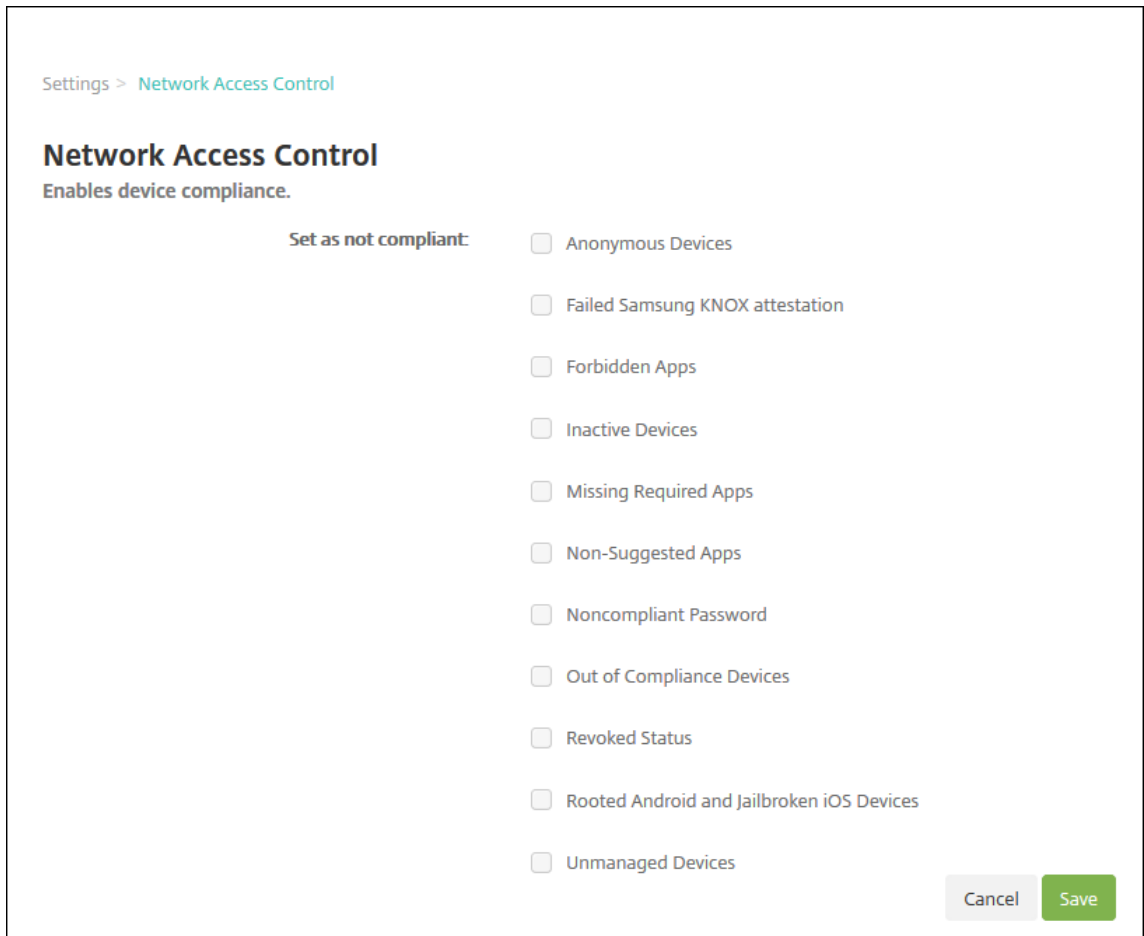 Settings > Network Access Control
Network Access Control
Enables device compliance.
Set as not compliant:
Anonymous Devices
Failed Samsung KNOX attestation
Forbidden Apps
Inactive Devices
Missing Required Apps
Non-Suggested Apps
Noncompliant Password
Out of Compliance Devices
Revoked Status
Rooted Android and Jailbroken iOS Devices
Unmanaged Devices
Cancel Save